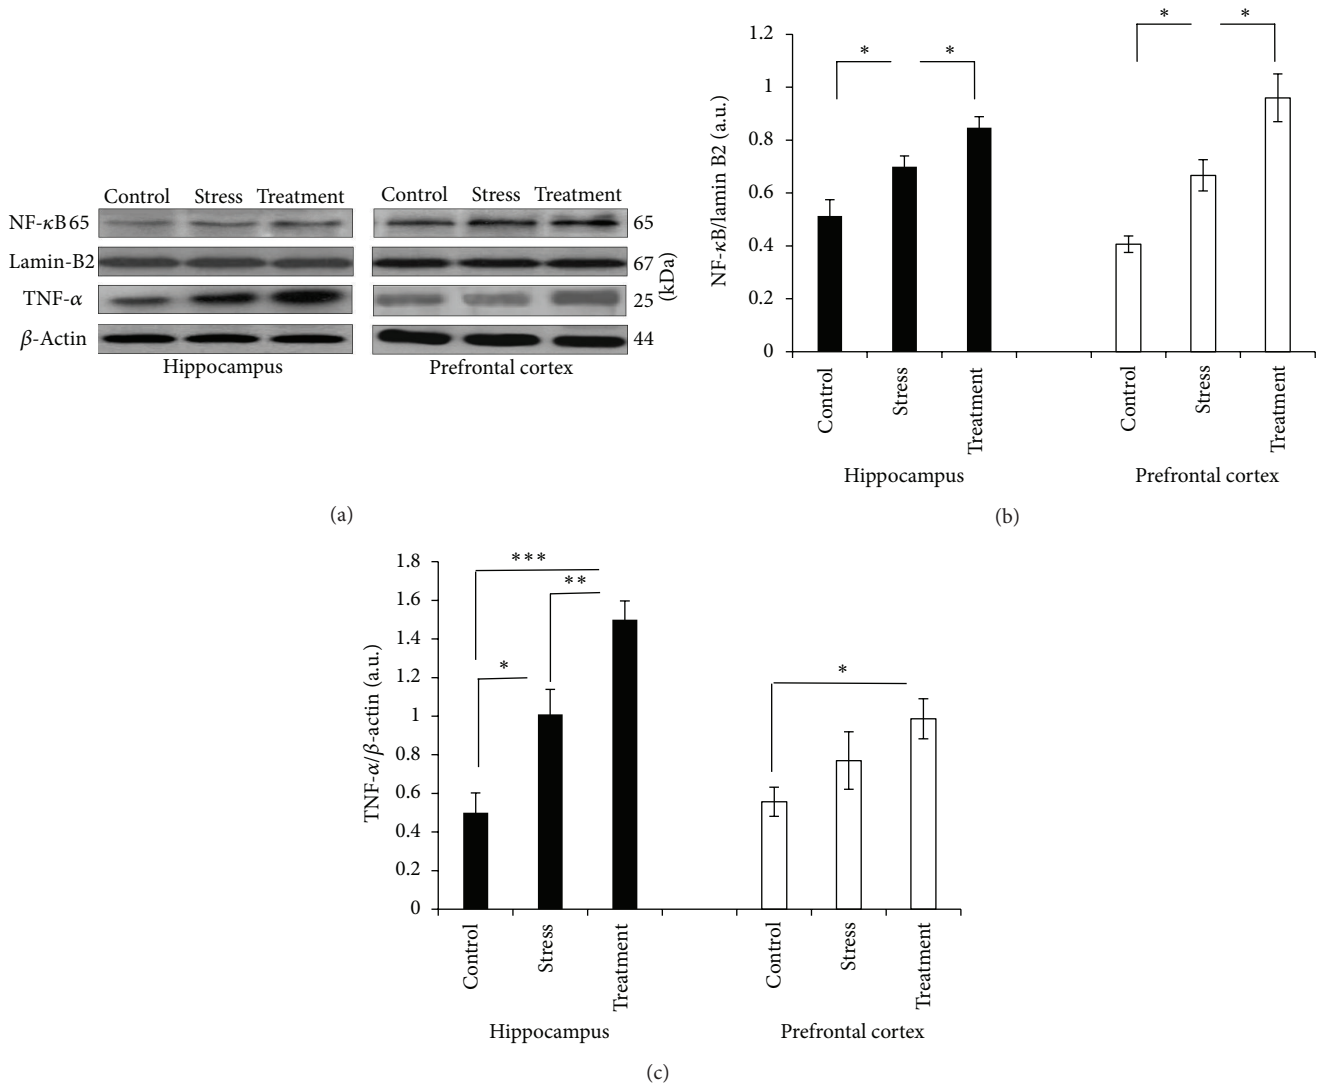 Control Stress Treatment
Control Stress Treatment
NF-κB65
65
Lamin-B2
67
TNF-α
25
β-Actin
44
(kDa)
Hippocampus
Prefrontal cortex
(a)
NF-κB/lamin B2 (a.u.)
1.2
1
0.8
0.6
0.4
0.2
0
* * * *
Control
Stress
Treatment
Control
Stress
Treatment
Hippocampus
Prefrontal cortex
(b)
TNF-α/β-actin (a.u.)
1.8
1.6
1.4
1.2
1
0.8
0.6
0.4
0.2
0
***
**
*
*
Control
Stress
Treatment
Control
Stress
Treatment
Hippocampus
Prefrontal cortex
(c)